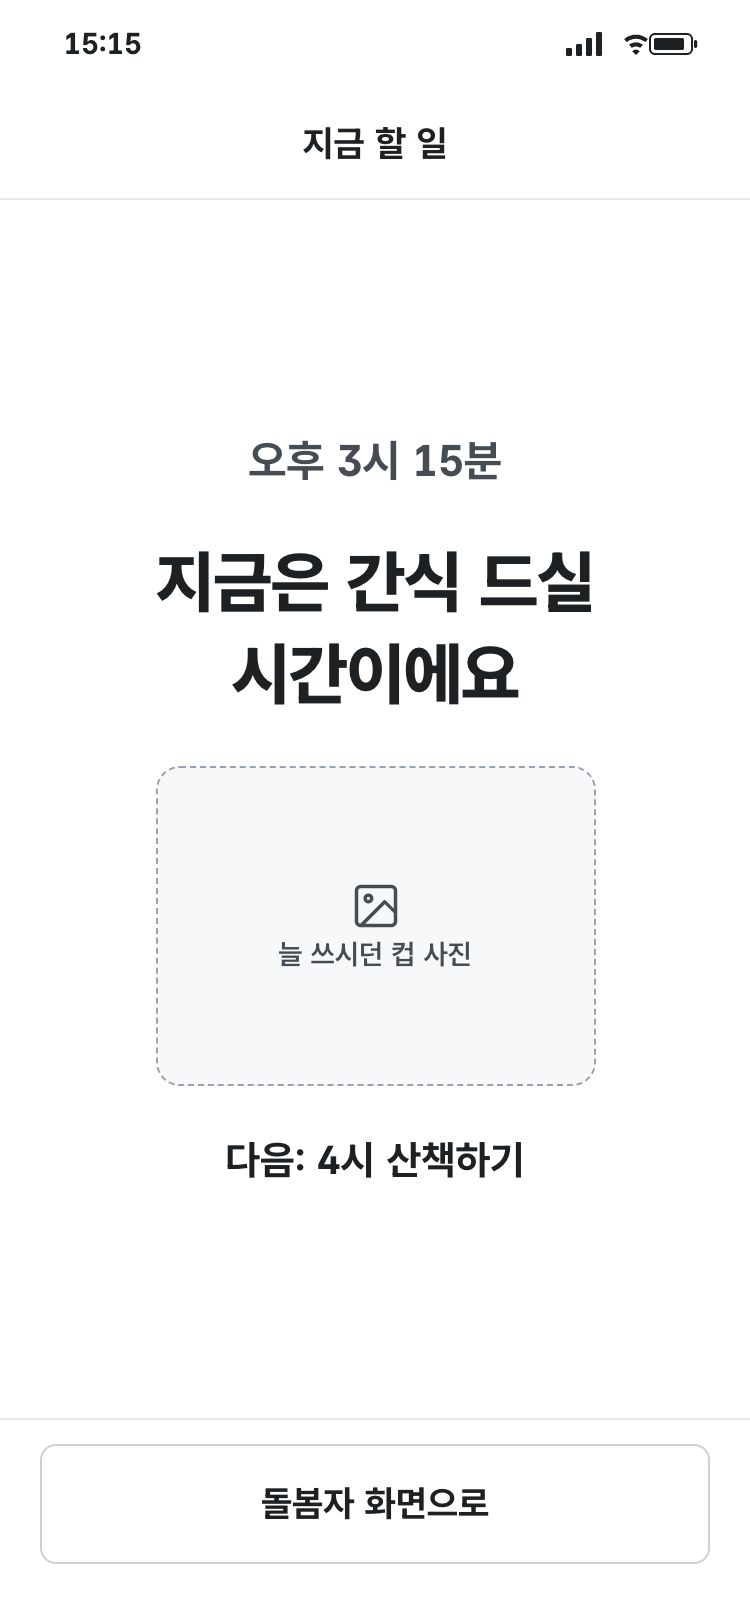 15:15
지금 할 일
오후 3시 15분
지금은 간식 드실
시간이에요
늘 쓰시던 컵 사진
다음: 4시 산책하기
돌봄자 화면으로